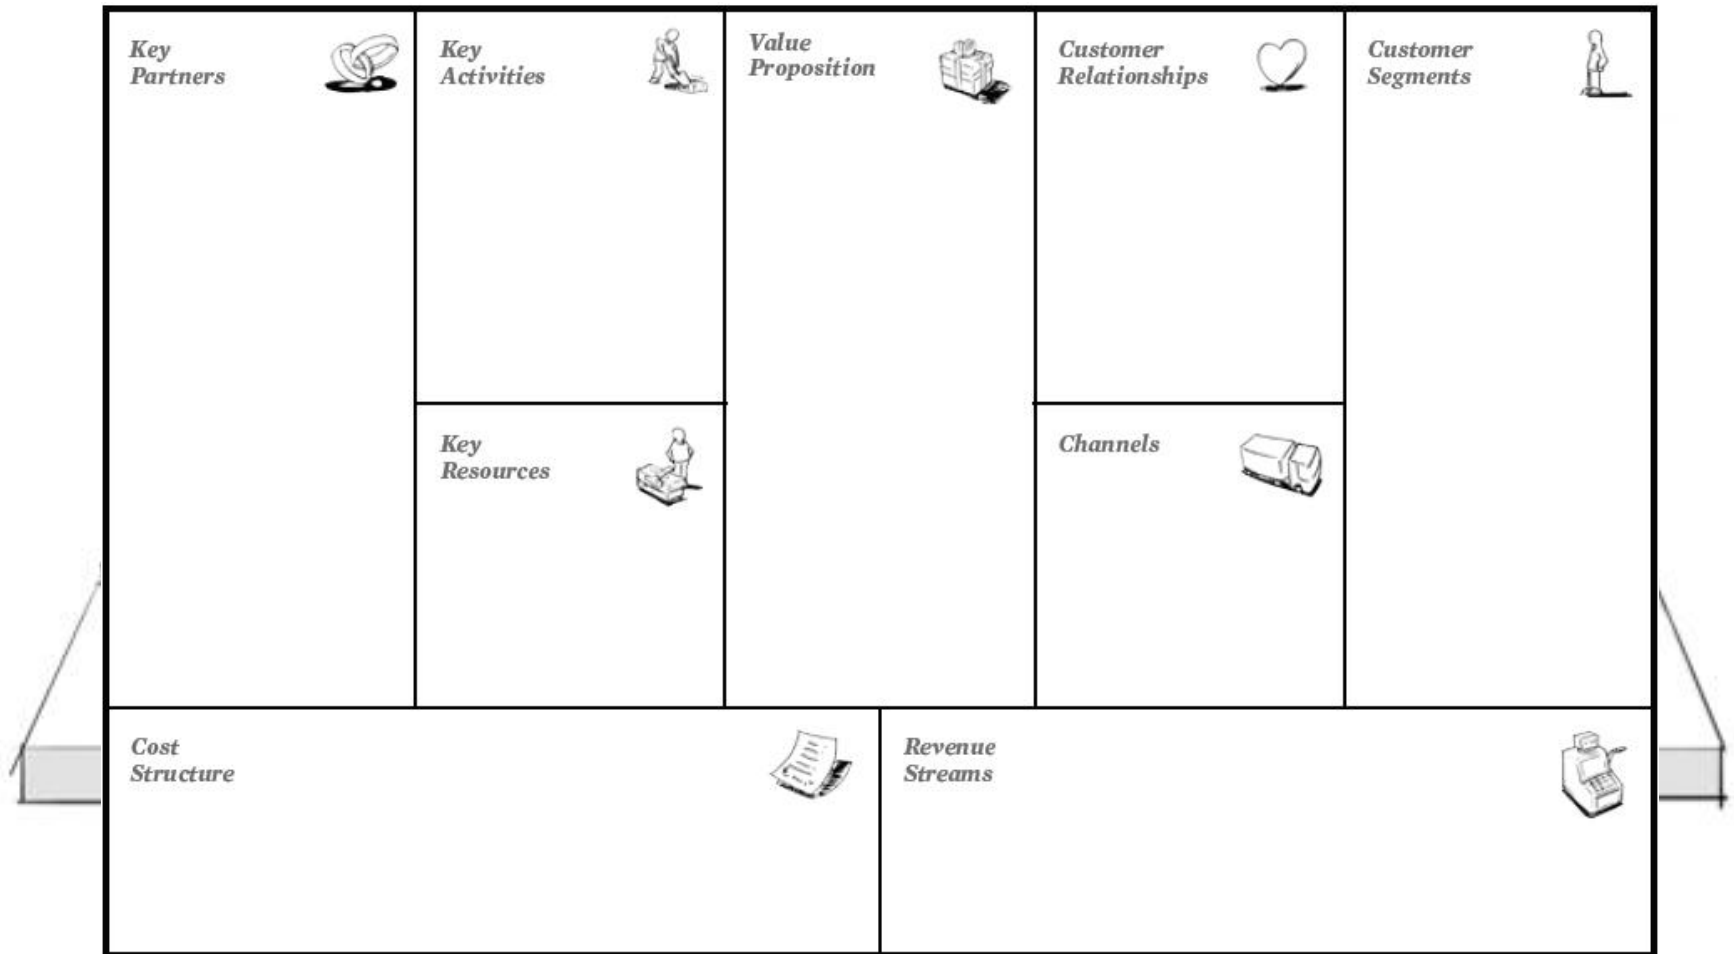 Key
Partners
Key
Activities
Value
Proposition
Customer
Relationships
Customer
Segments
Key
Resources
Channels
Cost
Structure
Revenue
Streams